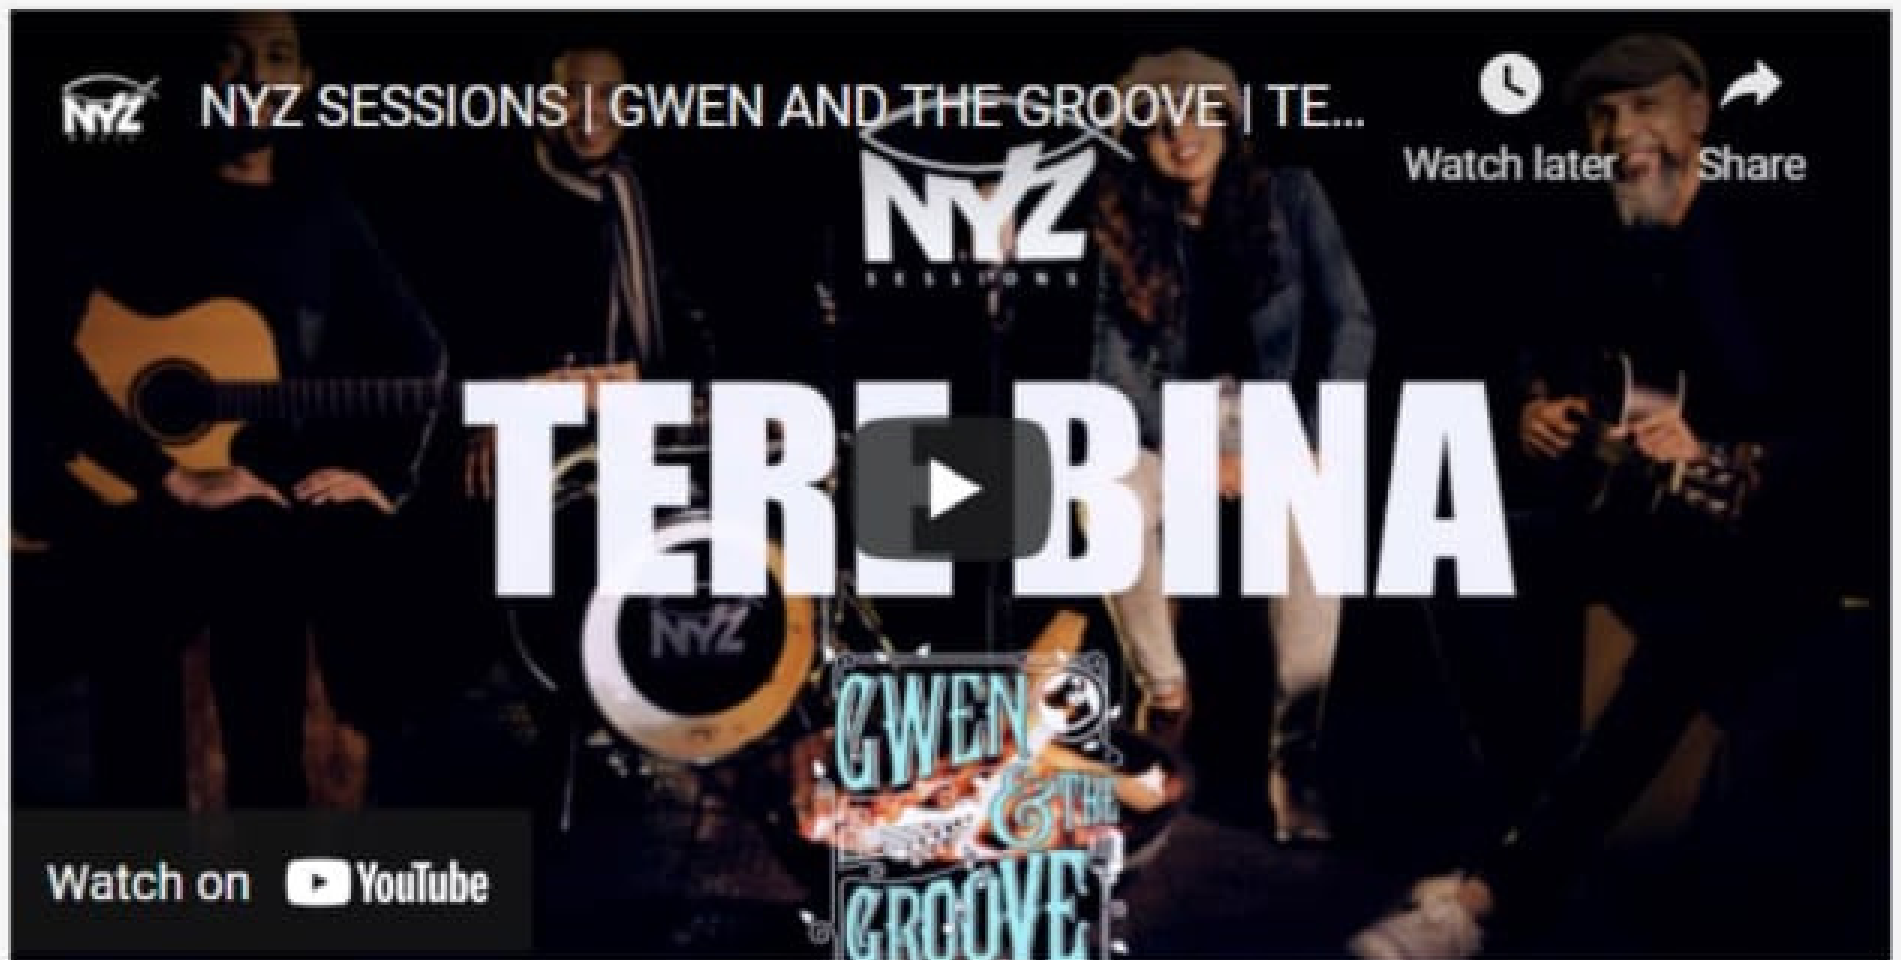 NYZ
NYZ SESSIONS | GWEN AND THE GROOVE | TE...
Watch later
Share
NYZ
SESSIONS
TERE BINA
NYZ
GWEN
& THE
GROOVE
Watch on YouTube